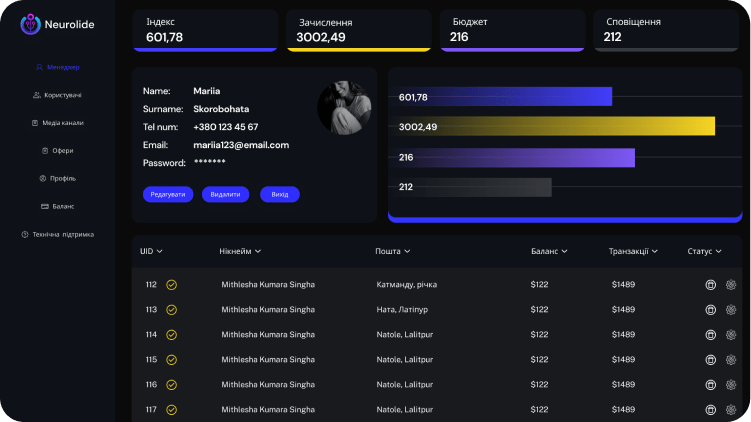 Neurolide
Менеджер
Користувачі
Медіа канали
Офери
Профіль
Баланс
Технічна підтримка
Індекс
601,78
Зачислення
3002,49
Бюджет
216
Сповіщення
212
Name: Mariia
Surname: Skorobohata
Tel num: +380 123 45 67
Email: mariia123@email.com
Password: *******
Редагувати Видалити Вихід
601,78
3002,49
216
212
UID Нікнейм Пошта Баланс Транзакції Статус
112 Mithlesha Kumara Singha Катманду, річка $122 $1489
113 Mithlesha Kumara Singha Ната, Латіпур $122 $1489
114 Mithlesha Kumara Singha Natole, Lalitpur $122 $1489
115 Mithlesha Kumara Singha Natole, Lalitpur $122 $1489
116 Mithlesha Kumara Singha Natole, Lalitpur $122 $1489
117 Mithlesha Kumara Singha Natole, Lalitpur $122 $1489